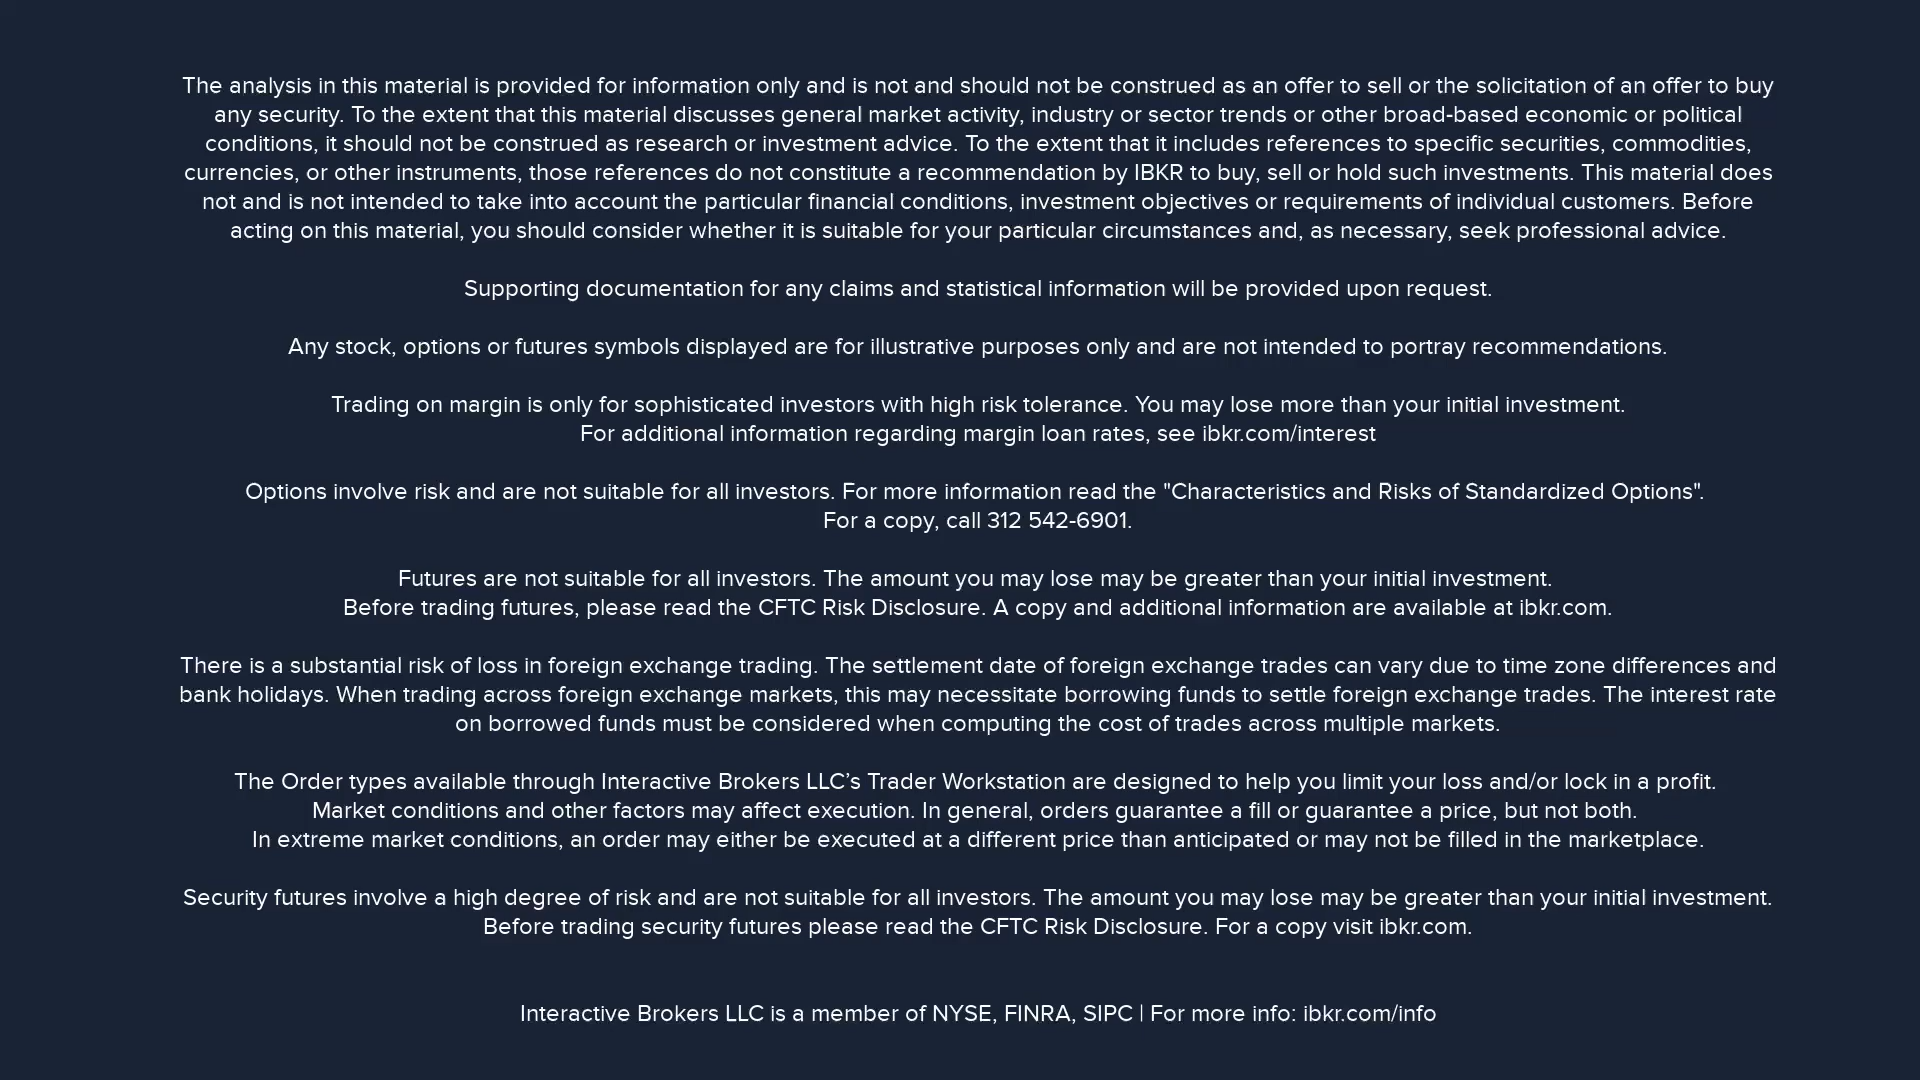 The analysis in this material is provided for information only and is not and should not be construed as an offer to sell or the solicitation of an offer to buy
any security. To the extent that this material discusses general market activity, industry or sector trends or other broad-based economic or political
conditions, it should not be construed as research or investment advice. To the extent that it includes references to specific securities, commodities,
currencies, or other instruments, those references do not constitute a recommendation by IBKR to buy, sell or hold such investments. This material does
not and is not intended to take into account the particular financial conditions, investment objectives or requirements of individual customers. Before
acting on this material, you should consider whether it is suitable for your particular circumstances and, as necessary, seek professional advice.
Supporting documentation for any claims and statistical information will be provided upon request.
Any stock, options or futures symbols displayed are for illustrative purposes only and are not intended to portray recommendations.
Trading on margin is only for sophisticated investors with high risk tolerance. You may lose more than your initial investment.
For additional information regarding margin loan rates, see ibkr.com/interest
Options involve risk and are not suitable for all investors. For more information read the "Characteristics and Risks of Standardized Options".
For a copy, call 312 542-6901.
Futures are not suitable for all investors. The amount you may lose may be greater than your initial investment.
Before trading futures, please read the CFTC Risk Disclosure. A copy and additional information are available at ibkr.com.
There is a substantial risk of loss in foreign exchange trading. The settlement date of foreign exchange trades can vary due to time zone differences and
bank holidays. When trading across foreign exchange markets, this may necessitate borrowing funds to settle foreign exchange trades. The interest rate
on borrowed funds must be considered when computing the cost of trades across multiple markets.
The Order types available through Interactive Brokers LLC’s Trader Workstation are designed to help you limit your loss and/or lock in a profit.
Market conditions and other factors may affect execution. In general, orders guarantee a fill or guarantee a price, but not both.
In extreme market conditions, an order may either be executed at a different price than anticipated or may not be filled in the marketplace.
Security futures involve a high degree of risk and are not suitable for all investors. The amount you may lose may be greater than your initial investment.
Before trading security futures please read the CFTC Risk Disclosure. For a copy visit ibkr.com.
Interactive Brokers LLC is a member of NYSE, FINRA, SIPC | For more info: ibkr.com/info